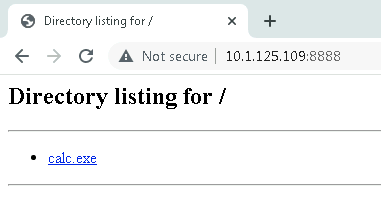 Directory listing for /
Not secure | 10.1.125.109:8888
Directory listing for /
calc.exe